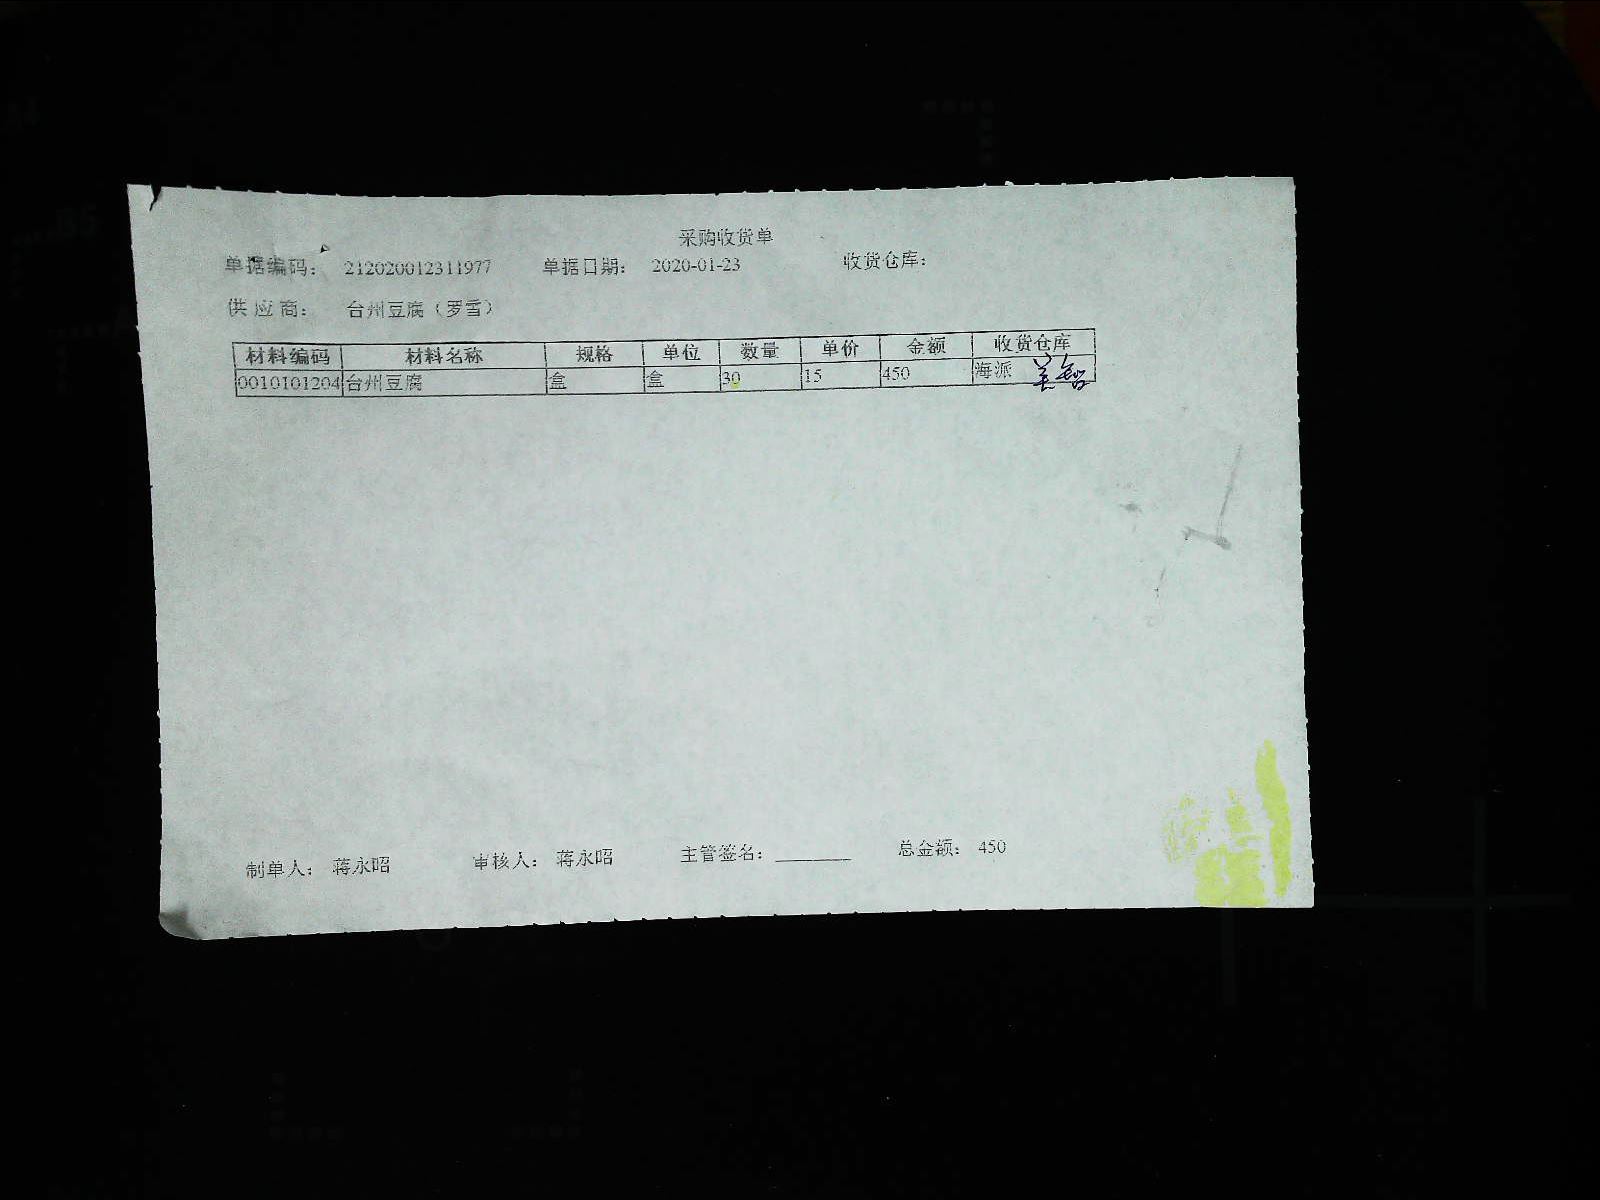 采购收货单
单据编码: 212020012311977 单据日期: 2020-01-23 收货仓库:
供应商: 台州豆腐（罗雪）
材料编码 材料名称 规格 单位 数量 单价 金额 收货仓库
0010101204 台州豆腐 盒 盒 30 15 450 海派
制单人: 蒋永昭 审核人: 蒋永昭 主管签名: ________ 总金额: 450